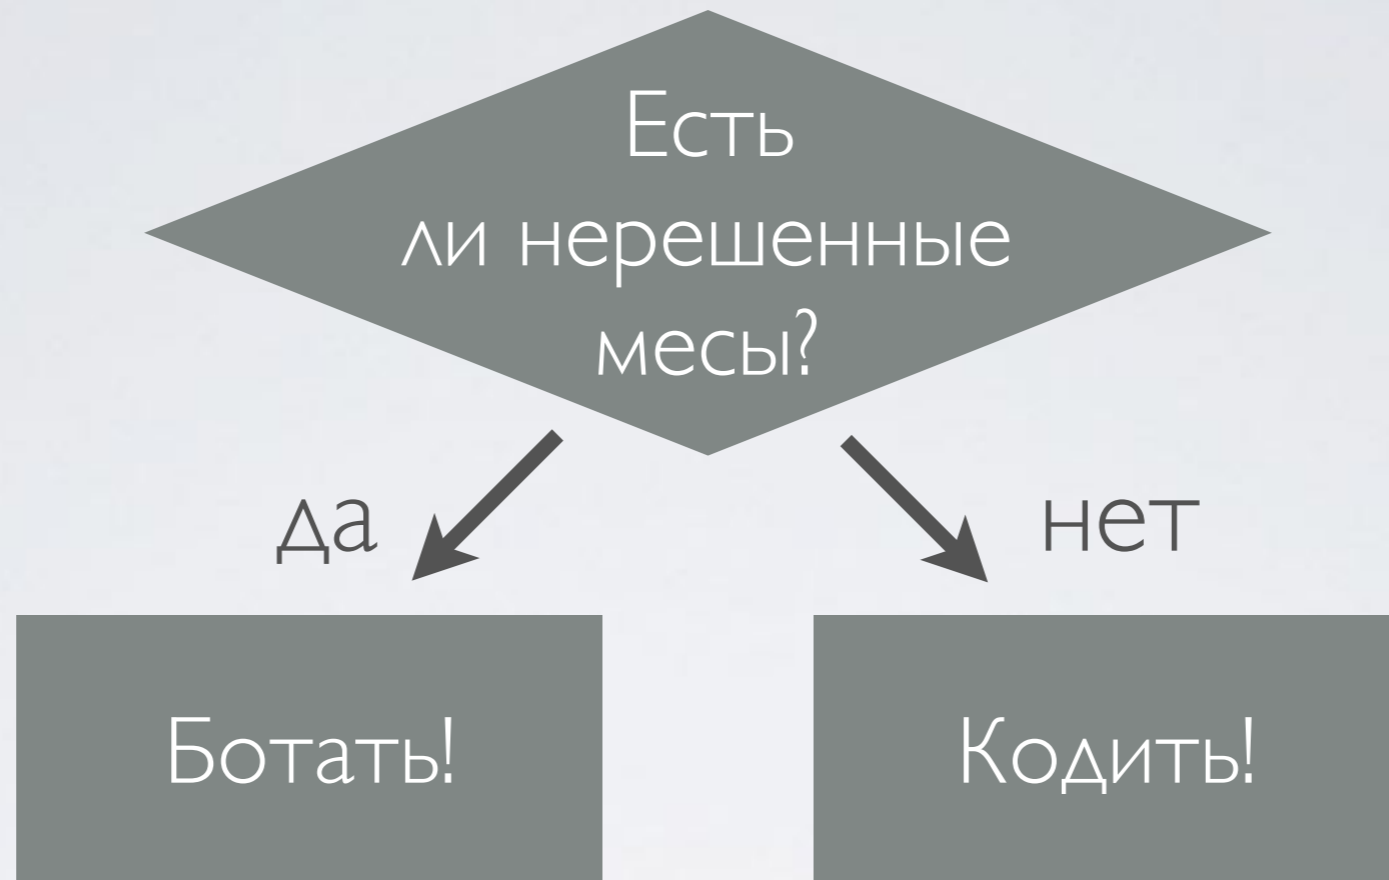 Есть
ли нерешенные
месы?
да
нет
Ботать!
Кодить!